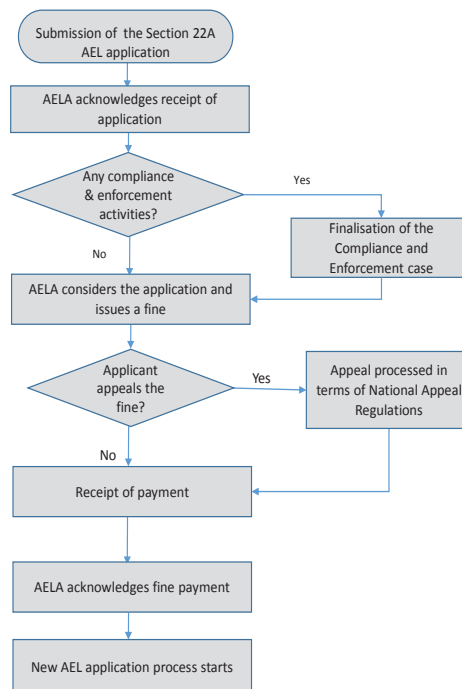 Submission of the Section 22A
AEL application
AELA acknowledges receipt of
application
Any compliance
& enforcement
activities?
Yes
No
Finalisation of the
Compliance and
Enforcement case
AELA considers the application and
issues a fine
Applicant
appeals the
fine?
Yes
No
Appeal processed in
terms of National Appeal
Regulations
Receipt of payment
AELA acknowledges fine payment
New AEL application process starts